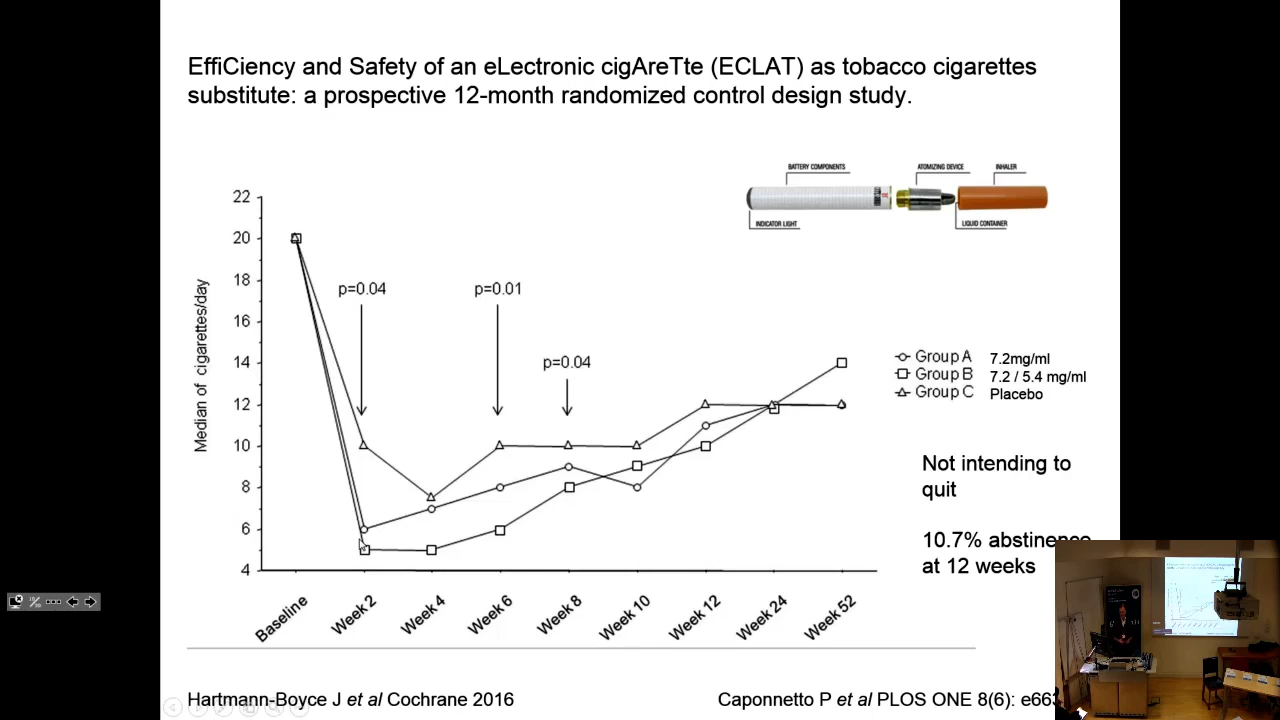 EffiCiency and Safety of an eLectronic cigAreTte (ECLAT) as tobacco cigarettes
substitute: a prospective 12-month randomized control design study.
BATTERY COMPONENTS
ATOMIZING DEVICE
INHALER
INDICATOR LIGHT
LIQUID CONTAINER
Median of cigarettes/day
22
20
18
16
14
12
10
8
6
4
p=0.04
p=0.01
p=0.04
Baseline
Week 2
Week 4
Week 6
Week 8
Week 10
Week 12
Week 24
Week 52
Group A 7.2mg/ml
Group B 7.2 / 5.4 mg/ml
Group C Placebo
Not intending to
quit
10.7% abstinence
at 12 weeks
Hartmann-Boyce J et al Cochrane 2016
Caponnetto P et al PLOS ONE 8(6): e663